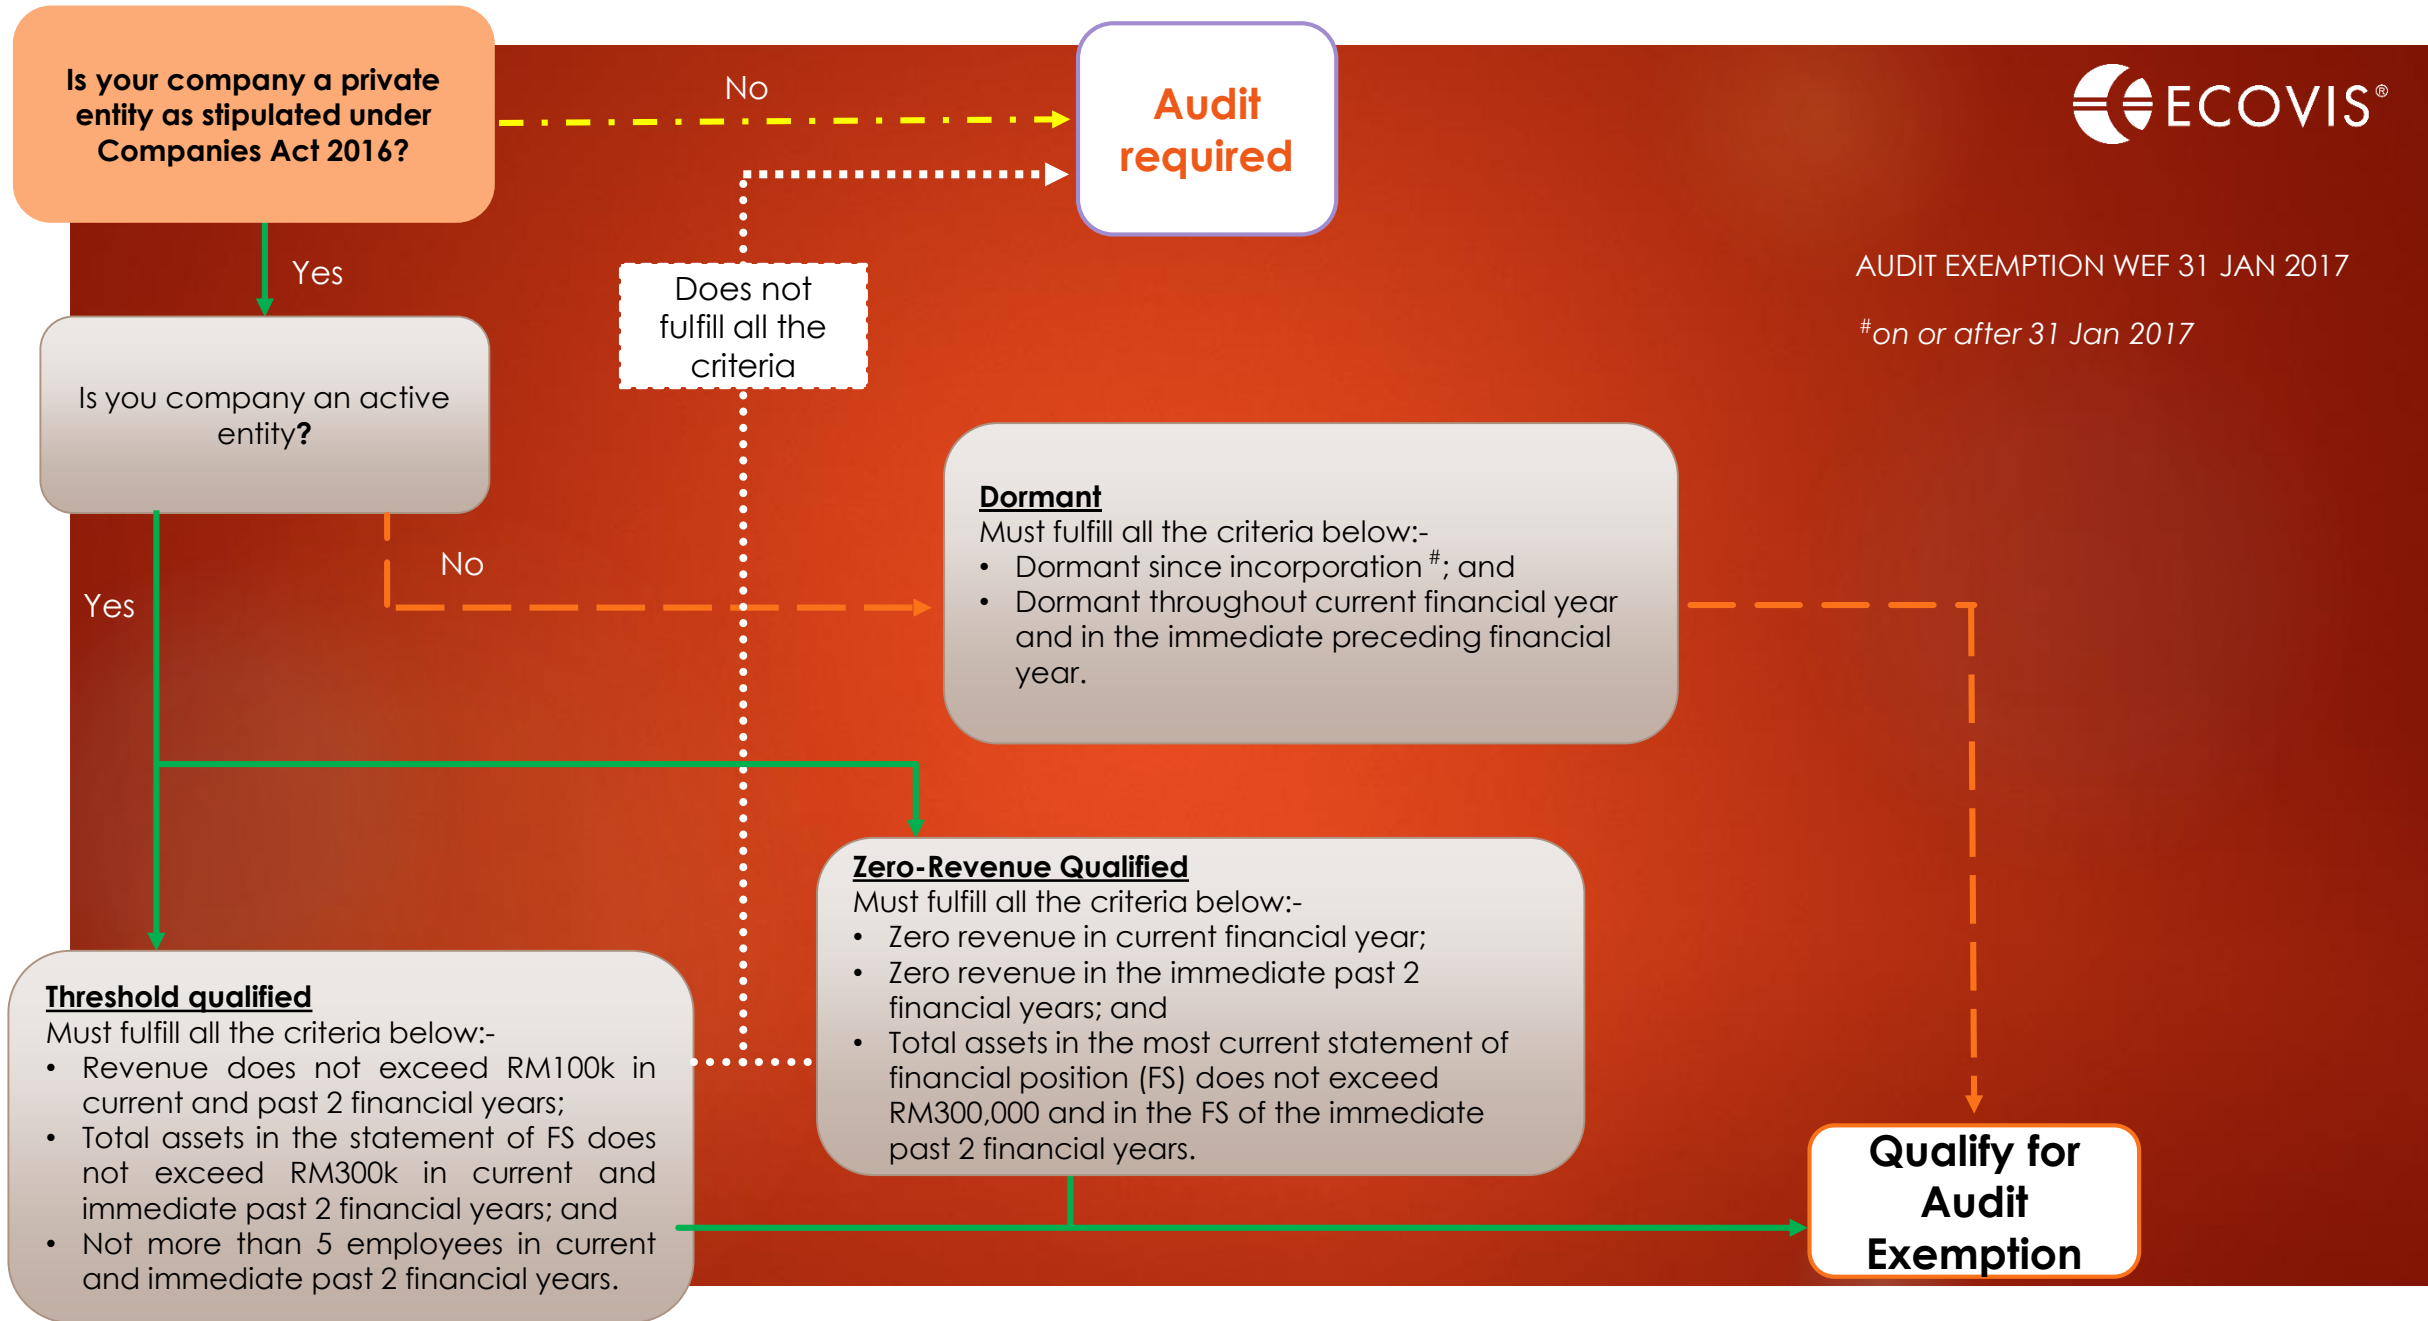 Is your company a private
entity as stipulated under
Companies Act 2016?
No
Audit
required
ECOVIS®
Yes
Does not
fulfill all the
criteria
AUDIT EXEMPTION WEF 31 JAN 2017
#on or after 31 Jan 2017
Is you company an active
entity?
No
Yes
Dormant
Must fulfill all the criteria below:-
• Dormant since incorporation #; and
• Dormant throughout current financial year
and in the immediate preceding financial
year.
Zero-Revenue Qualified
Must fulfill all the criteria below:-
• Zero revenue in current financial year;
• Zero revenue in the immediate past 2
financial years; and
• Total assets in the most current statement of
financial position (FS) does not exceed
RM300,000 and in the FS of the immediate
past 2 financial years.
Threshold qualified
Must fulfill all the criteria below:-
• Revenue does not exceed RM100k in
current and past 2 financial years;
• Total assets in the statement of FS does
not exceed RM300k in current and
immediate past 2 financial years; and
• Not more than 5 employees in current
and immediate past 2 financial years.
Qualify for
Audit
Exemption